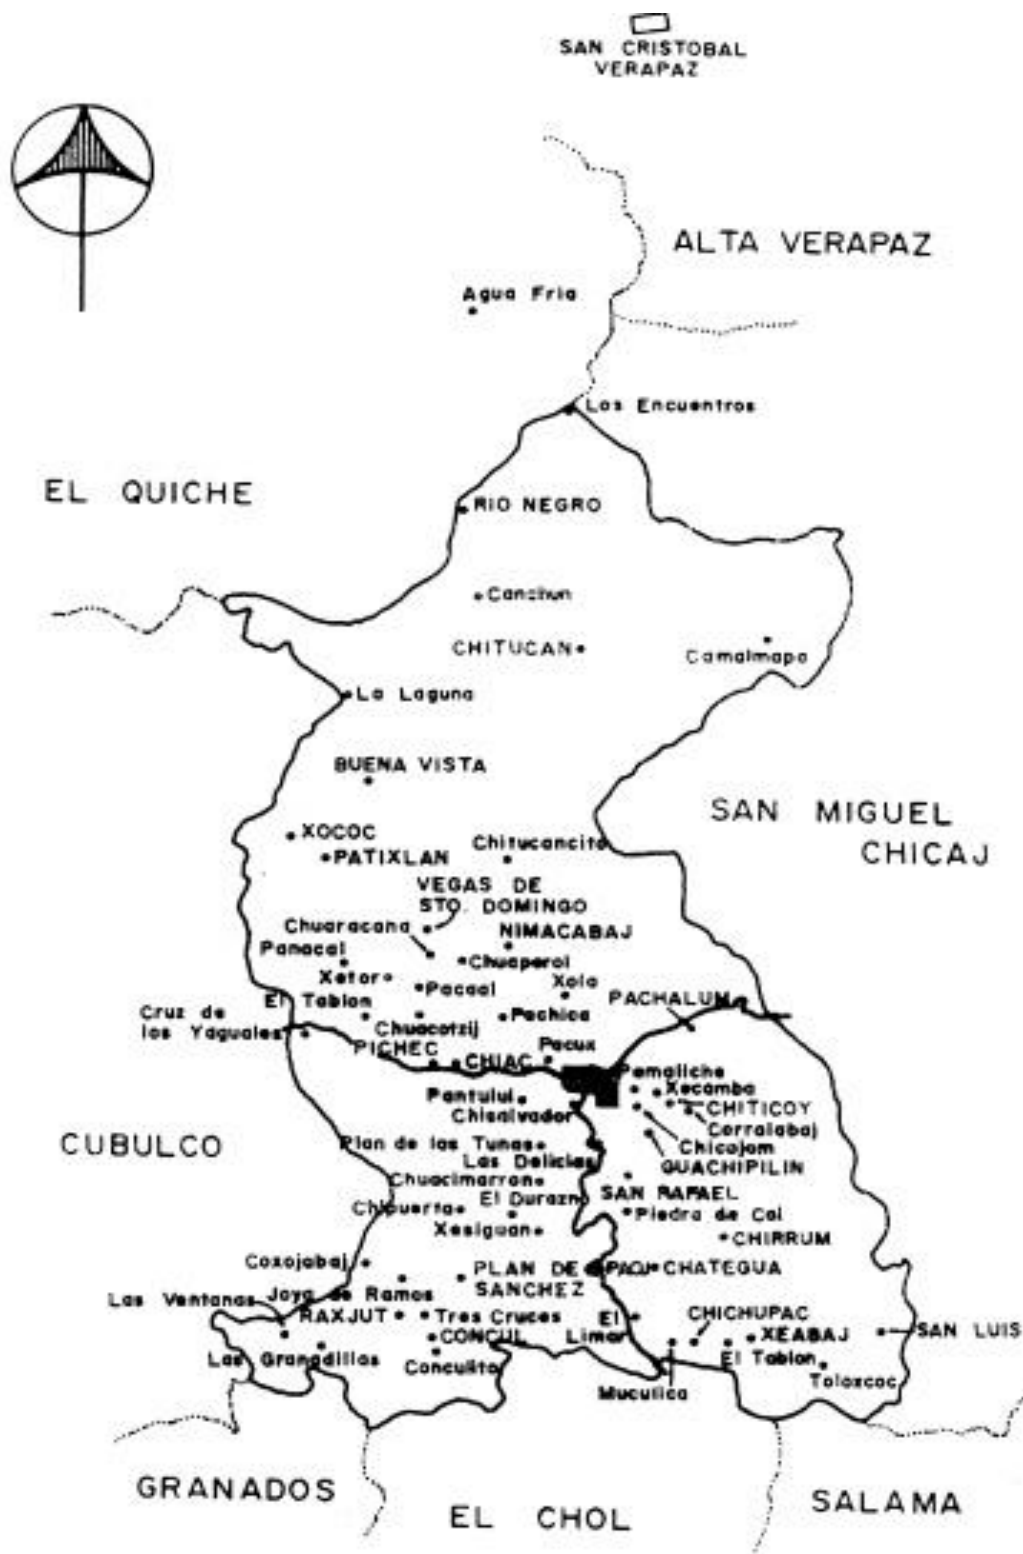 SAN CRISTOBAL
VERAPAZ
ALTA VERAPAZ
Agua Fria
Los Encuentros
EL QUICHE
RIO NEGRO
Canchun
CHITUCAN
Camalmapa
La Laguna
BUENA VISTA
SAN MIGUEL
CHICAJ
XOCOC
PATIXLAN
Chitucancito
VEGAS DE
STO. DOMINGO
Chuaracana
NIMACABAJ
Panacal
Chuaperol
Xetor
Pacaal
Xolo
El Tablon
PACHALUM
Cruz de
los Yaguales
Chuacotzij
Pachica
PICHEC
CHIAC
Pacux
Pamaliche
Xecamba
Pantulul
CHITICOY
Chisalvador
Cerralabaj
CUBULCO
Plan de las Tunas
Chicojom
Las Delicias
GUACHIPILIN
Chuacimarron
SAN RAFAEL
El Durazn
Chipuerta
Piedra de Cal
Xesiguan
CHIRRUM
Coxojabaj
PLAN DE
SANCHEZ
CHATEGUA
Joya de Ramos
Las Ventanas
RAXJUT
Tres Cruces
El
Limar
CHICHUPAC
CONCUL
XEABAJ
SAN LUIS
Las Granadillas
Conculito
El Tablon
Toloxcoc
Muculica
GRANADOS
EL CHOL
SALAMA